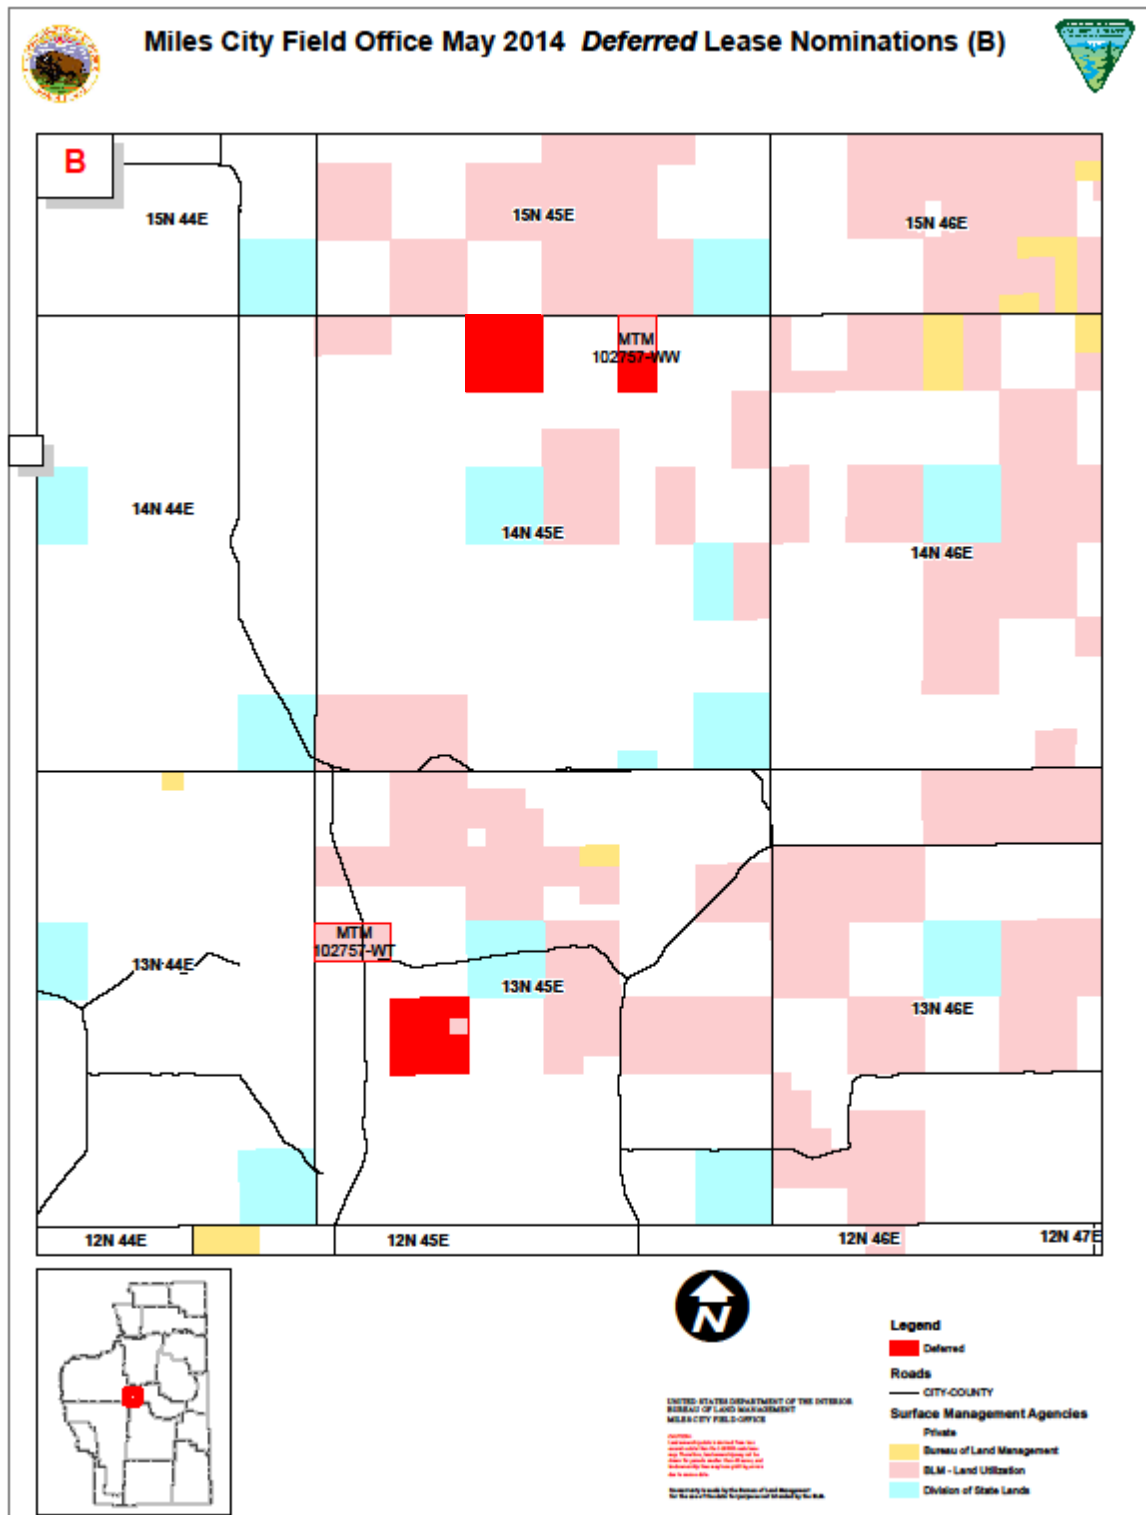 Miles City Field Office May 2014 Deferred Lease Nominations (B)
B
15N 44E
15N 45E
15N 46E
MTM
102757-WW
14N 44E
14N 45E
14N 46E
MTM
102757-WT
13N 44E
13N 45E
13N 46E
12N 44E
12N 45E
12N 46E
12N 47E
N
Legend
Deferred
Roads
CITY-COUNTY
Surface Management Agencies
Private
Bureau of Land Management
BLM - Land Utilization
Division of State Lands
UNITED STATES DEPARTMENT OF THE INTERIOR
BUREAU OF LAND MANAGEMENT
MILES CITY FIELD OFFICE